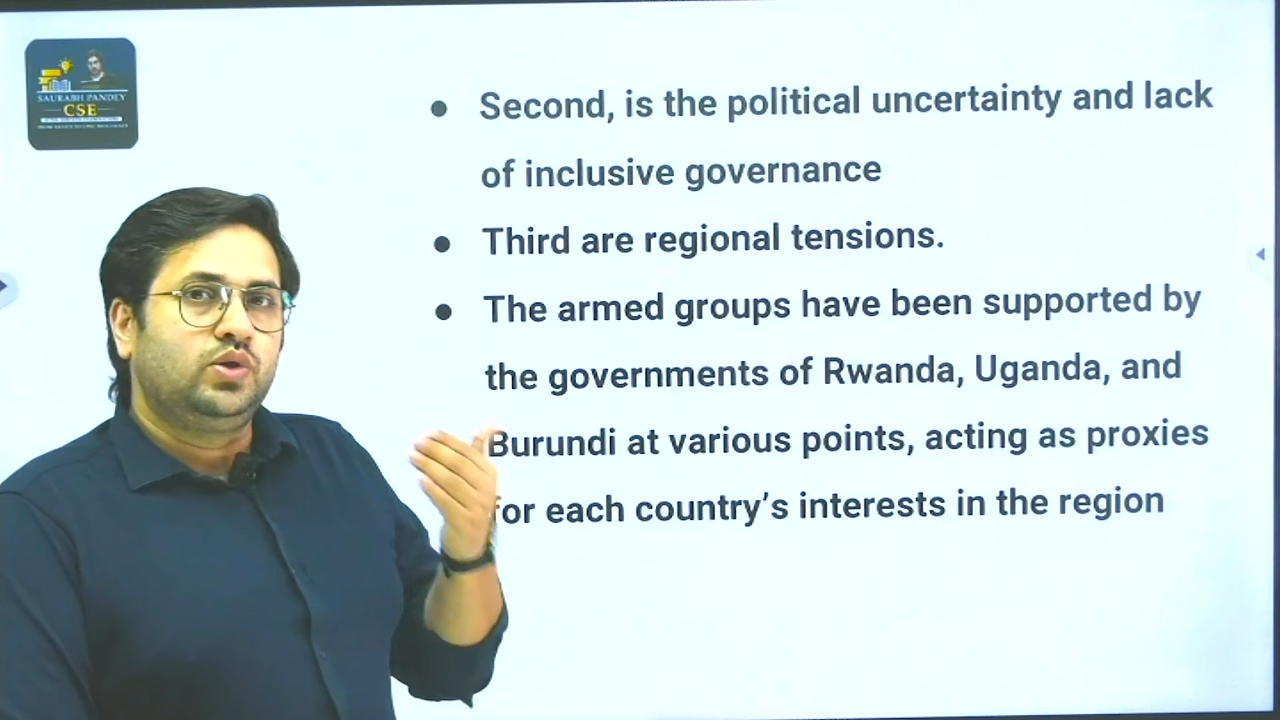 SAURABH PANDEY
CSE
● Second, is the political uncertainty and lack
of inclusive governance
● Third are regional tensions.
● The armed groups have been supported by
the governments of Rwanda, Uganda, and
Burundi at various points, acting as proxies
for each country's interests in the region